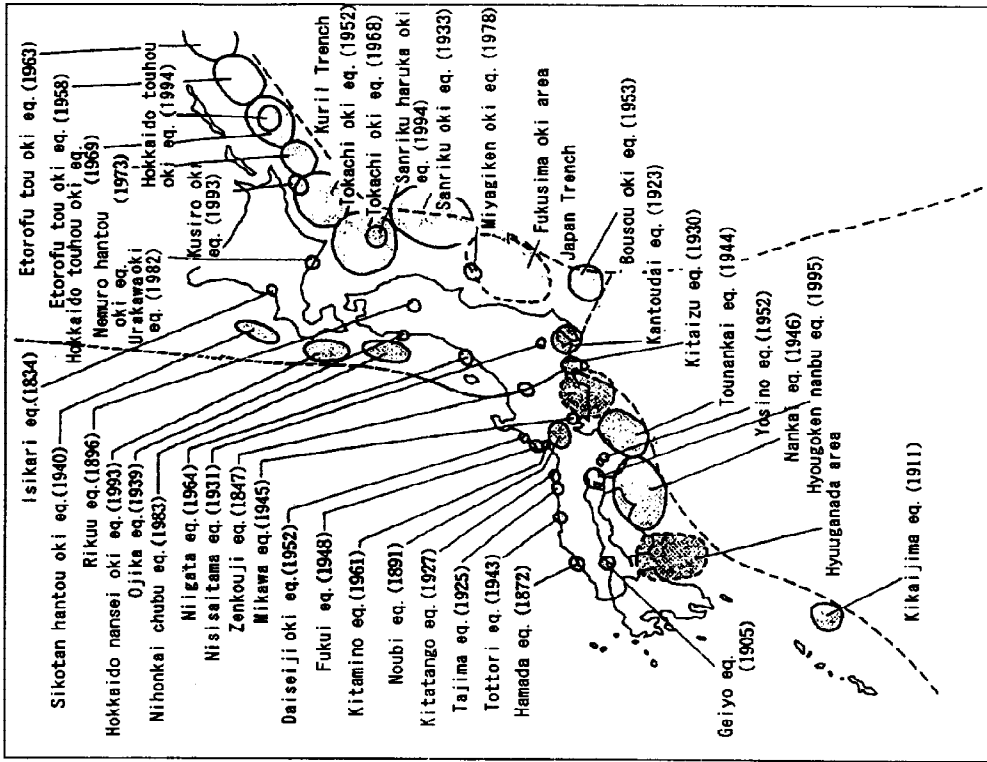 Isikari eq.(1834)
Sikotan hantou oki eq.(1940)
Rikuu eq.(1896)
Hokkaido nansei oki eq.(1993)
Ojika eq.(1939)
Nihonkai chubu eq.(1983)
Niigata eq.(1964)
Nisisaitama eq.(1931)
Zenkouji eq.(1847)
Mikawa eq.(1945)
Daiseiji oki eq.(1952)
Fukui eq.(1948)
Kitamino eq.(1961)
Noubi eq.(1891)
Kitatango eq.(1927)
Tajima eq.(1925)
Tottori eq.(1943)
Hamada eq.(1872)
Geiyo eq.
(1905)
Etorofu tou oki eq.(1963)
Etorofu tou oki eq.(1958)
Hokkaido touhou oki eq.
(1969)
Nemuro hantou
oki eq.
(1973)
Hokkaido touhou
oki eq.(1994)
Urakawaoki
eq.(1982)
Kusiro oki
eq.(1993)
Kuril Trench
Tokachi oki eq.(1952)
Tokachi oki eq.(1968)
Sanriku haruka oki
eq.(1994)
Sanriku oki eq.(1933)
Miyagiken oki eq.(1978)
Fukusima oki area
Japan Trench
Bousou oki eq.(1953)
Kantoudai eq.(1923)
Kitaizu eq.(1930)
Tounankai eq.(1944)
Yosino eq.(1952)
Nankai eq.(1946)
Hyougoken nanbu eq.(1995)
Hyuuganada area
Kikaijima eq.(1911)